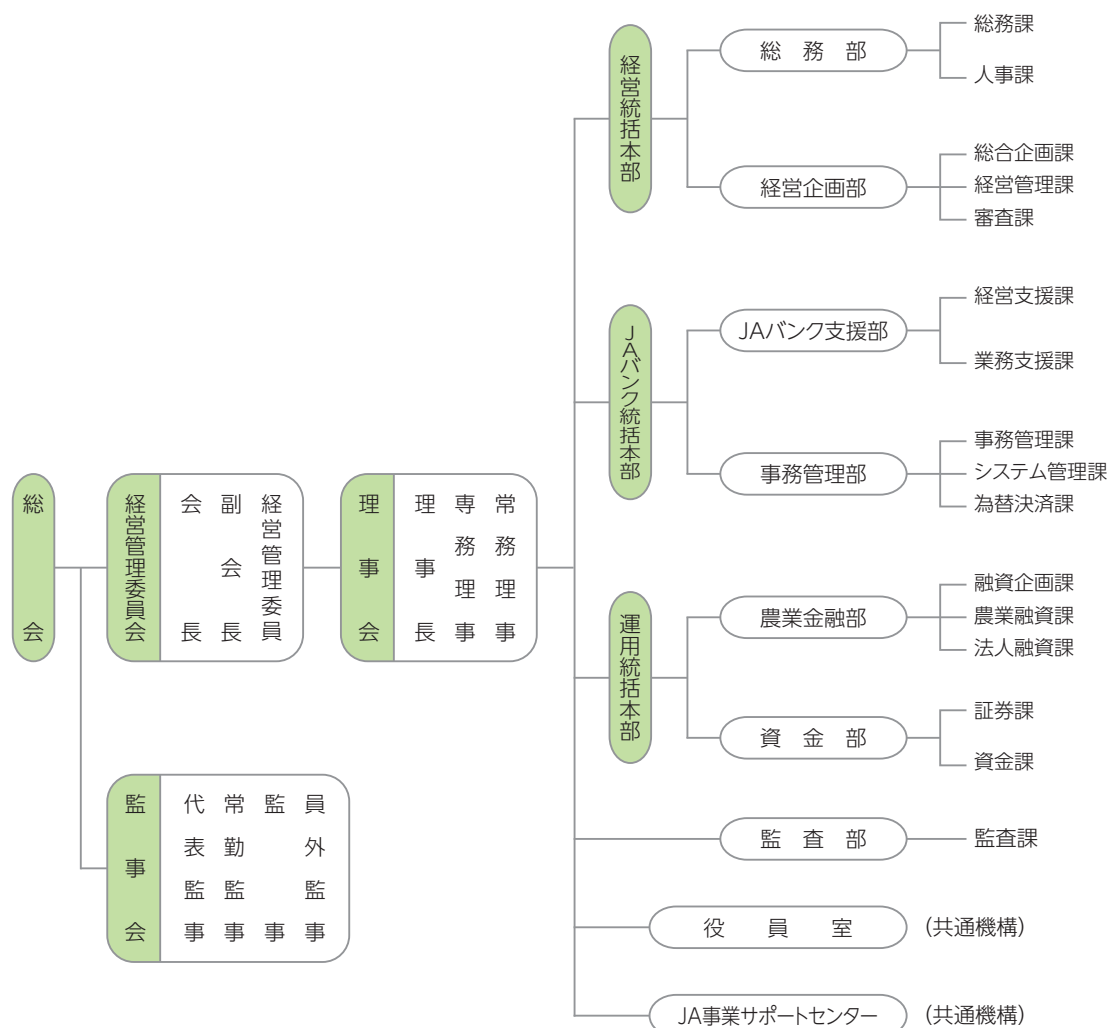 総会
経営管理委員会
会長
副会長
経営管理委員
理事会
理事長
専務理事
常務理事
監事会
代表監事
常勤監事
監事
員外監事
経営統括本部
総務部
総務課
人事課
経営企画部
総合企画課
経営管理課
審査課
JAバンク統括本部
JAバンク支援部
経営支援課
業務支援課
事務管理部
事務管理課
システム管理課
為替決済課
運用統括本部
農業金融部
融資企画課
農業融資課
法人融資課
資金部
証券課
資金課
監査部
監査課
役員室
(共通機構)
JA事業サポートセンター
(共通機構)